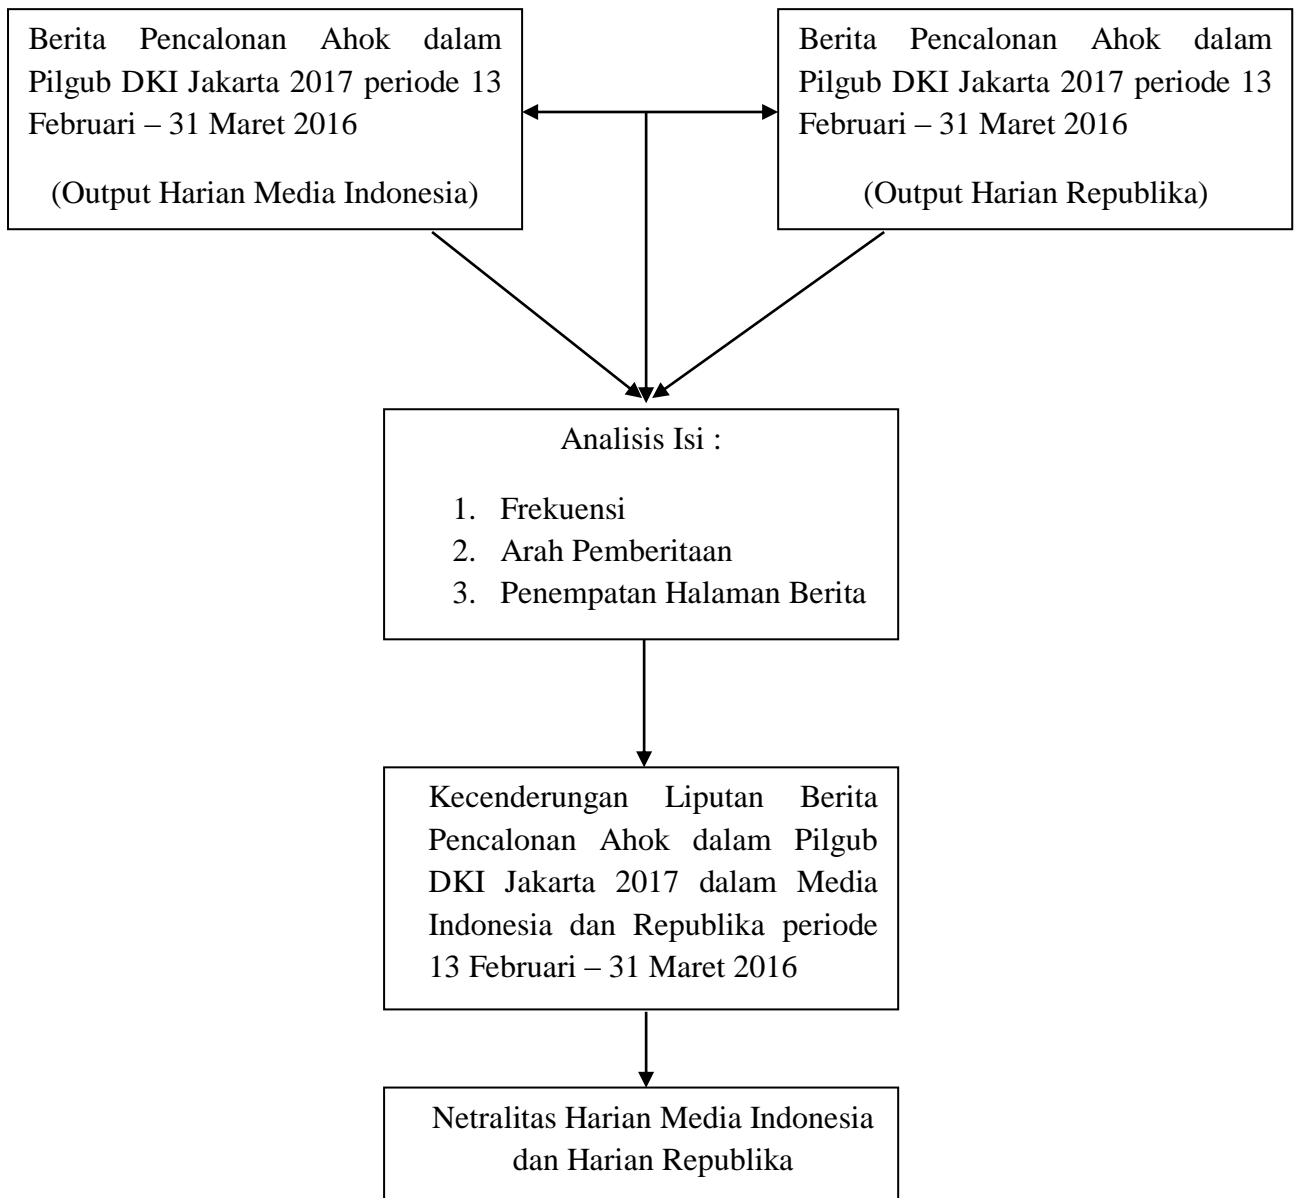 Berita Pencalonan Ahok dalam
Pilgub DKI Jakarta 2017 periode 13
Februari – 31 Maret 2016
(Output Harian Media Indonesia)
Berita Pencalonan Ahok dalam
Pilgub DKI Jakarta 2017 periode 13
Februari – 31 Maret 2016
(Output Harian Republika)
Analisis Isi :
1. Frekuensi
2. Arah Pemberitaan
3. Penempatan Halaman Berita
Kecenderungan Liputan Berita
Pencalonan Ahok dalam Pilgub
DKI Jakarta 2017 dalam Media
Indonesia dan Republika periode
13 Februari – 31 Maret 2016
Netralitas Harian Media Indonesia
dan Harian Republika